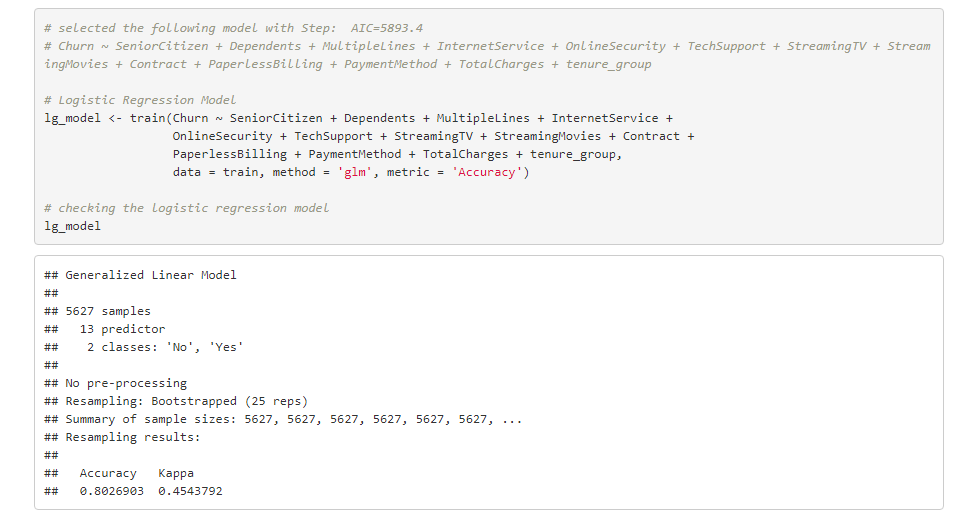 # selected the following model with Step:  AIC=5893.4
# Churn ~ SeniorCitizen + Dependents + MultipleLines + InternetService + OnlineSecurity + TechSupport + StreamingTV + Stream
ingMovies + Contract + PaperlessBilling + PaymentMethod + TotalCharges + tenure_group

# Logistic Regression Model
lg_model <- train(Churn ~ SeniorCitizen + Dependents + MultipleLines + InternetService +
                  OnlineSecurity + TechSupport + StreamingTV + StreamingMovies + Contract +
                  PaperlessBilling + PaymentMethod + TotalCharges + tenure_group,
                  data = train, method = 'glm', metric = 'Accuracy')

# checking the logistic regression model
lg_model

## Generalized Linear Model
##
## 5627 samples
##   13 predictor
##    2 classes: 'No', 'Yes'
##
## No pre-processing
## Resampling: Bootstrapped (25 reps)
## Summary of sample sizes: 5627, 5627, 5627, 5627, 5627, 5627, ...
## Resampling results:
##
##   Accuracy   Kappa
##   0.8026903  0.4543792